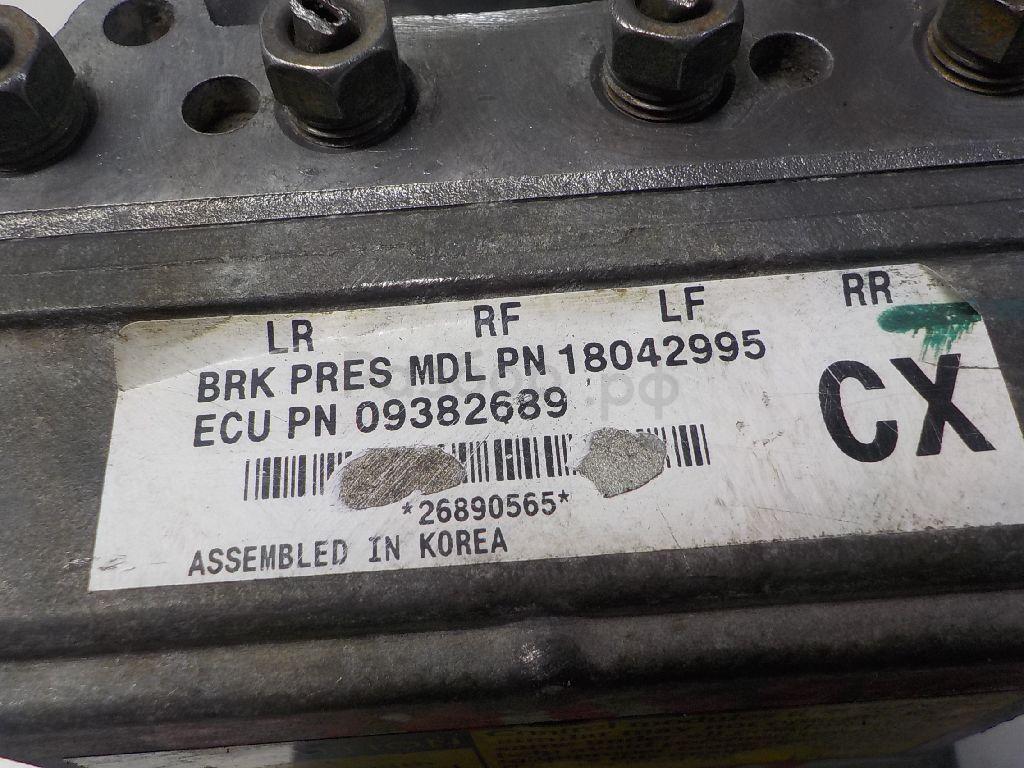 LR RF LF RR
BRK PRES MDL PN 18042995
ECU PN 09382689
CX
*26890565*
ASSEMBLED IN KOREA